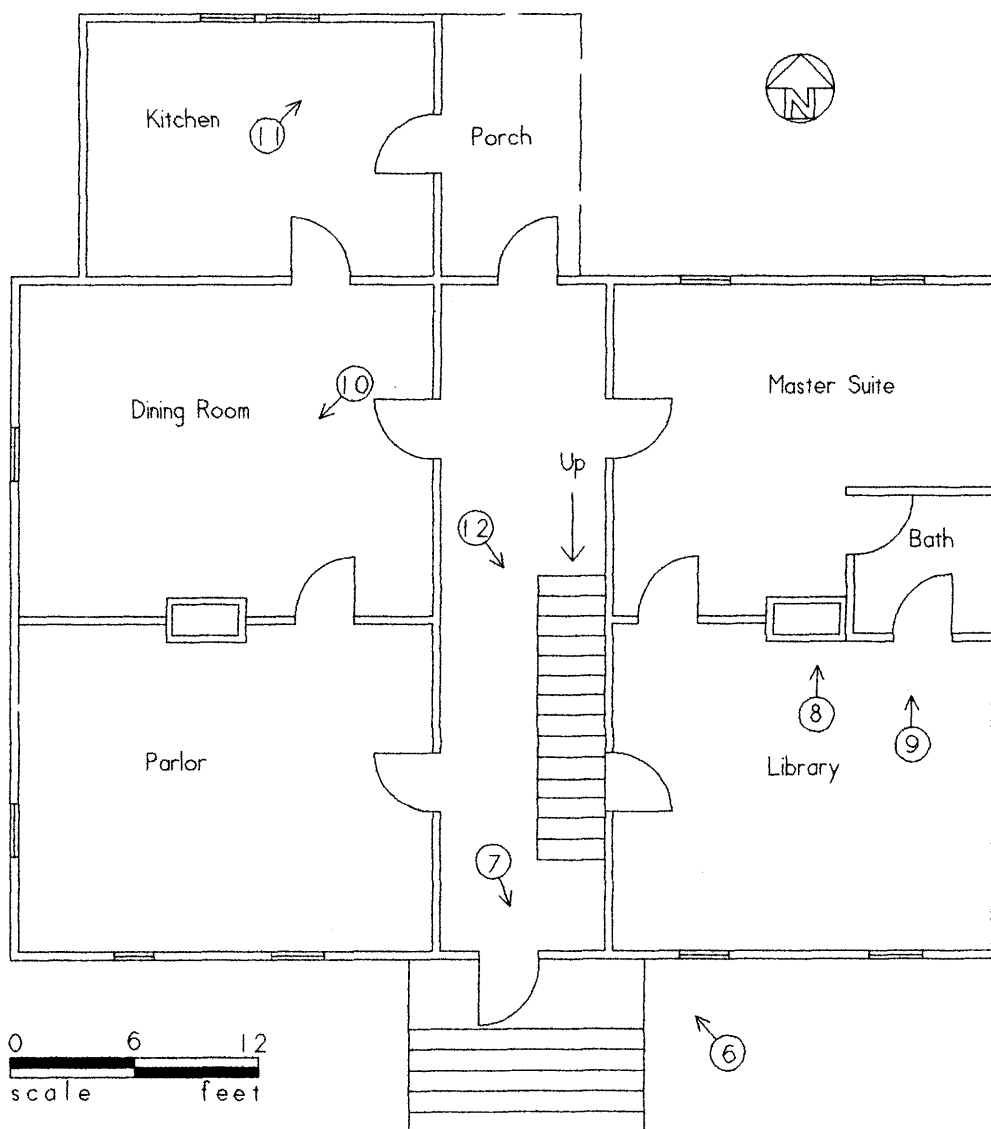 N
Kitchen
11
Porch
10
Dining Room
Master Suite
Up
12
Bath
8
9
Parlor
Library
7
0 6 12
6
scale feet